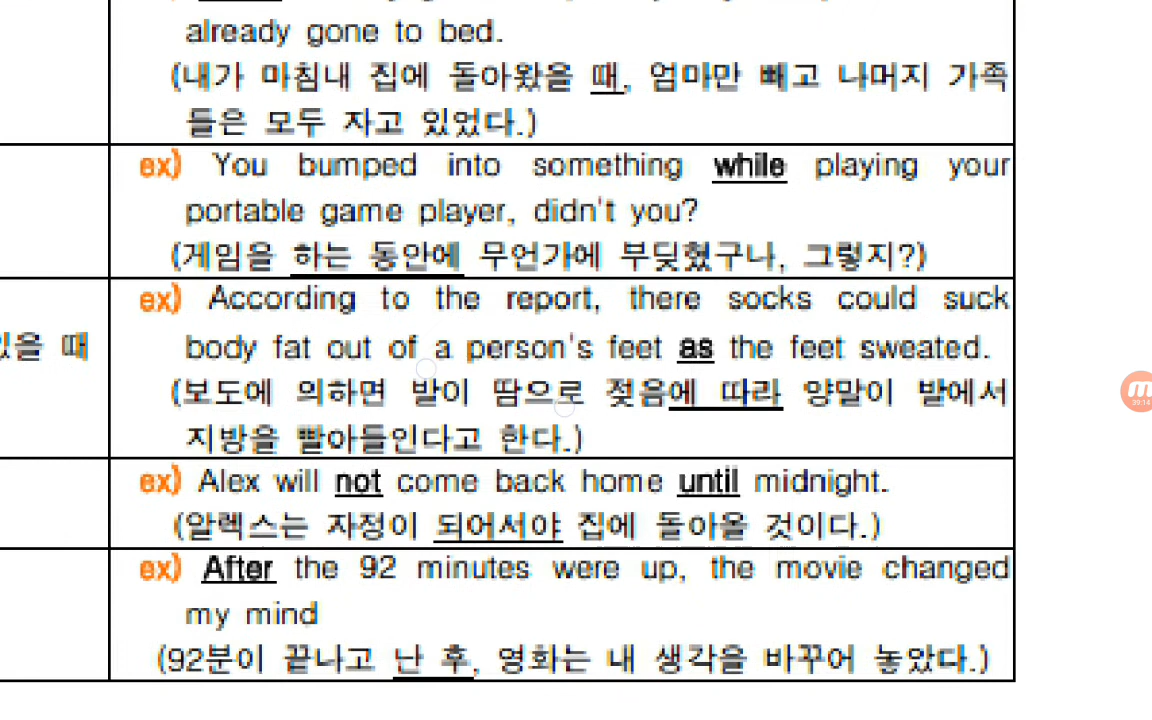 already gone to bed.
(내가 마침내 집에 돌아왔을 때, 엄마만 빼고 나머지 가족
들은 모두 자고 있었다.)
ex) You bumped into something while playing your
portable game player, didn't you?
(게임을 하는 동안에 무언가에 부딪혔구나, 그렇지?)
ex) According to the report, there socks could suck
있을 때
body fat out of a person's feet as the feet sweated.
(보도에 의하면 발이 땀으로 젖음에 따라 양말이 발에서
지방을 빨아들인다고 한다.)
ex) Alex will not come back home until midnight.
(알렉스는 자정이 되어서야 집에 돌아올 것이다.)
ex) After the 92 minutes were up, the movie changed
my mind
(92분이 끝나고 난 후, 영화는 내 생각을 바꾸어 놓았다.)
39:14